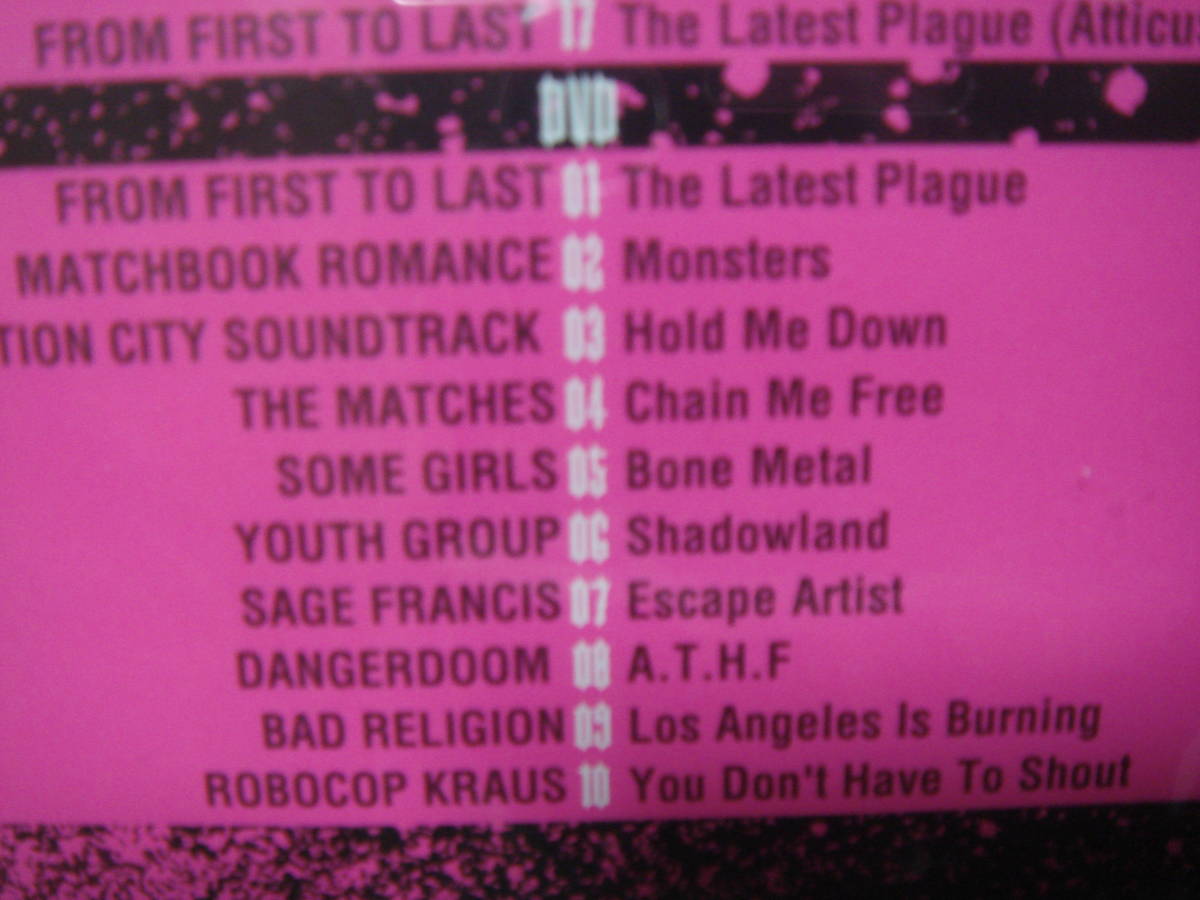 FROM FIRST TO LAST 17 The Latest Plague (Atticus
DVD
FROM FIRST TO LAST 01 The Latest Plague
MATCHBOOK ROMANCE 02 Monsters
TION CITY SOUNDTRACK 03 Hold Me Down
THE MATCHES 04 Chain Me Free
SOME GIRLS 05 Bone Metal
YOUTH GROUP 06 Shadowland
SAGE FRANCIS 07 Escape Artist
DANGERDOOM 08 A.T.H.F
BAD RELIGION 09 Los Angeles Is Burning
ROBOCOP KRAUS 10 You Don't Have To Shout